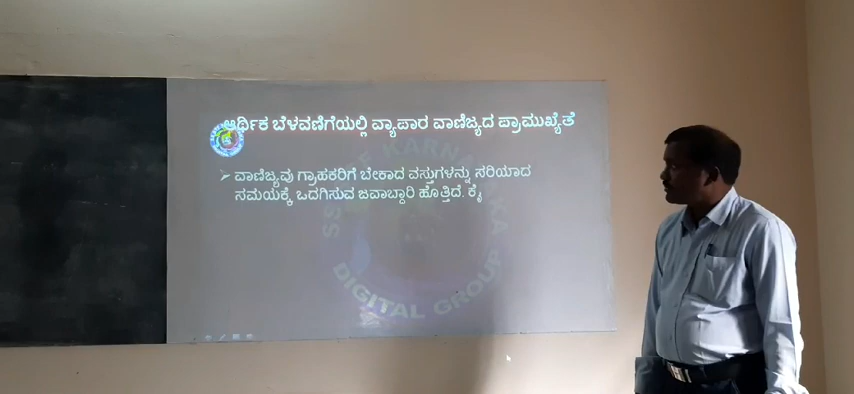 ಆರ್ಥಿಕ ಬೆಳವಣಿಗೆಯಲ್ಲಿ ವ್ಯಾಪಾರ ವಾಣಿಜ್ಯದ ಪ್ರಾಮುಖ್ಯತೆ
➢ ವಾಣಿಜ್ಯವು ಗ್ರಾಹಕರಿಗೆ ಬೇಕಾದ ವಸ್ತುಗಳನ್ನು ಸರಿಯಾದ
ಸಮಯಕ್ಕೆ ಒದಗಿಸುವ ಜವಾಬ್ದಾರಿ ಹೊತ್ತಿದೆ. ಕೈ
DIGITAL GROUP